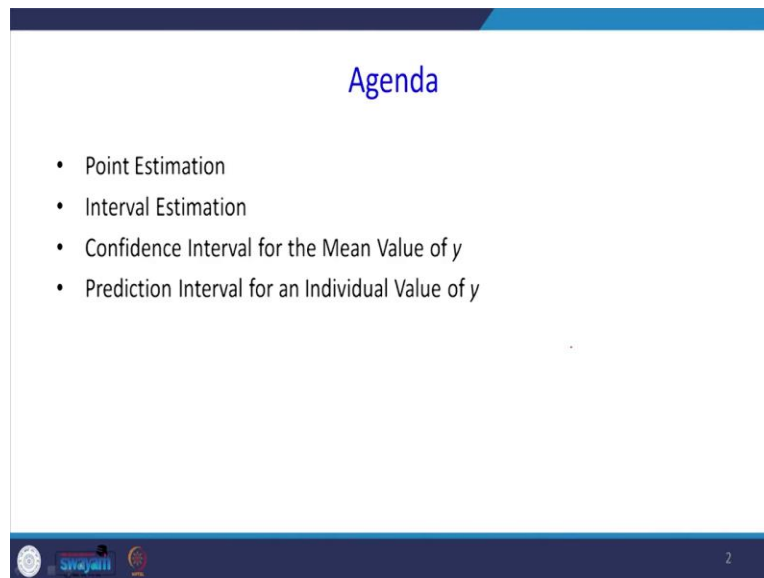 Agenda
• Point Estimation
• Interval Estimation
• Confidence Interval for the Mean Value of y
• Prediction Interval for an Individual Value of y
swayam
2